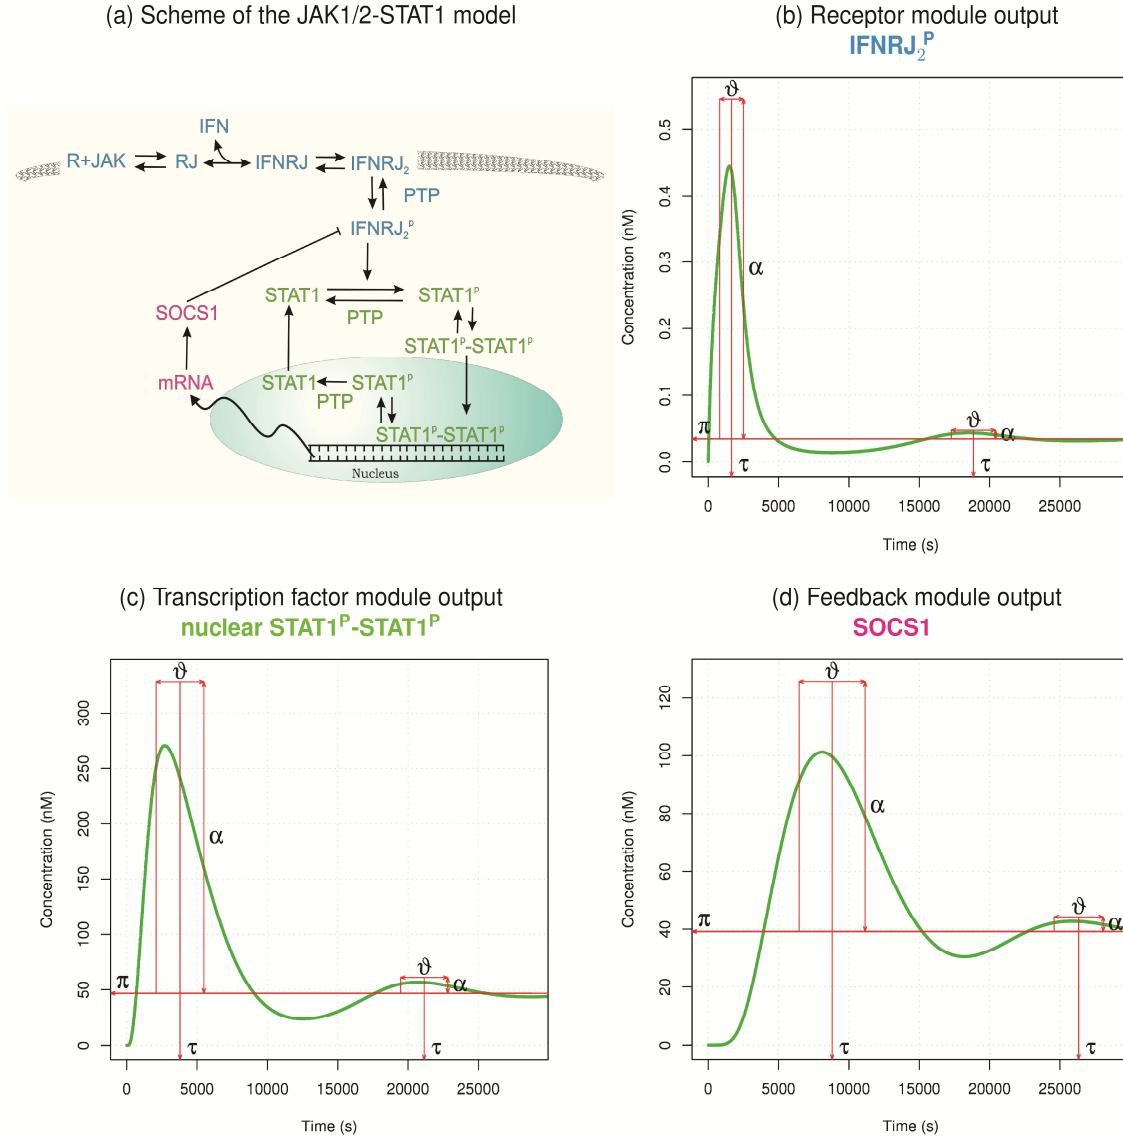 (a) Scheme of the JAK1/2-STAT1 model
IFN
R+JAK RJ IFNRJ IFNRJ₂
PTP
IFNRJ₂ᵖ
STAT1 STAT1ᵖ
SOCS1 PTP
STAT1ᵖ-STAT1ᵖ
mRNA STAT1 STAT1ᵖ
PTP
STAT1ᵖ-STAT1ᵖ
Nucleus
(b) Receptor module output
IFNRJ₂ᴾ
Concentration (nM)
0.0 0.1 0.2 0.3 0.4 0.5
ϑ
α
π
τ
ϑ
α
τ
0 5000 10000 15000 20000 25000
Time (s)
(c) Transcription factor module output
nuclear STAT1ᴾ-STAT1ᴾ
Concentration (nM)
0 50 100 150 200 250 300
ϑ
α
π
τ
ϑ
α
τ
0 5000 10000 15000 20000 25000
Time (s)
(d) Feedback module output
SOCS1
Concentration (nM)
0 20 40 60 80 100 120
ϑ
α
π
τ
ϑ
α
τ
0 5000 10000 15000 20000 25000
Time (s)